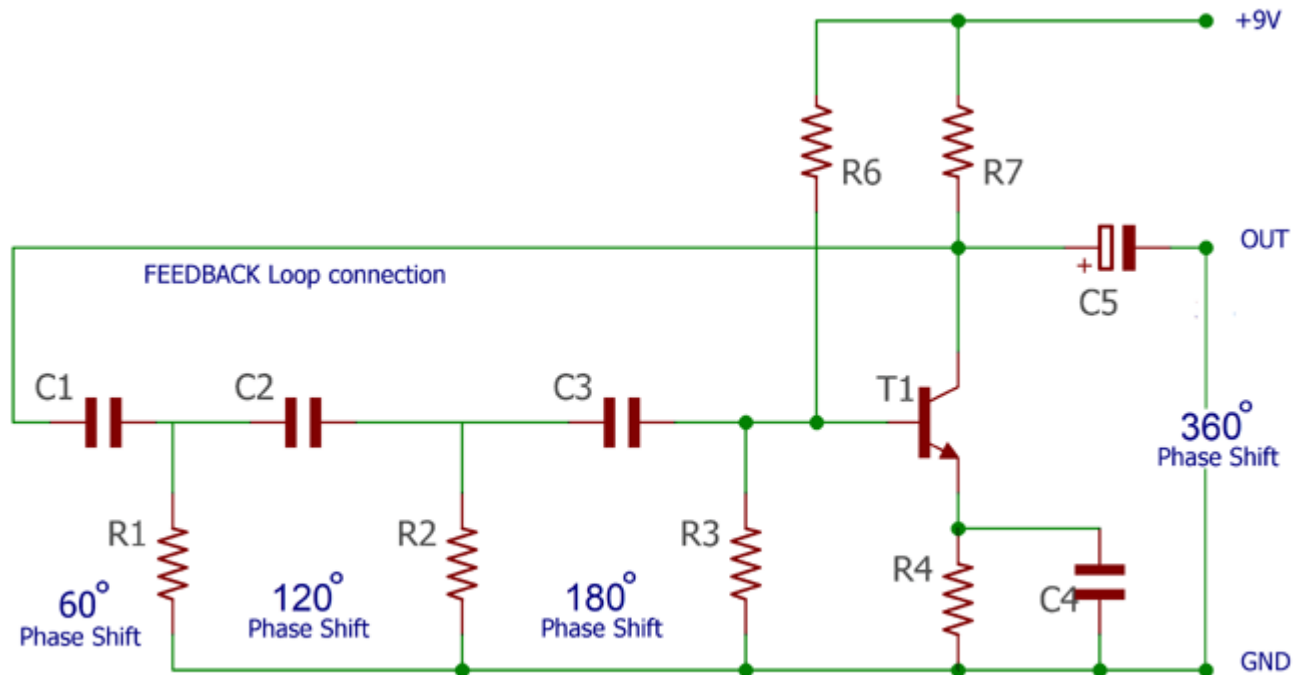 +9V
R6
R7
OUT
FEEDBACK Loop connection
+
C5
C1
C2
C3
T1
360°
Phase Shift
R1
R2
R3
R4
C4
60°
Phase Shift
120°
Phase Shift
180°
Phase Shift
GND